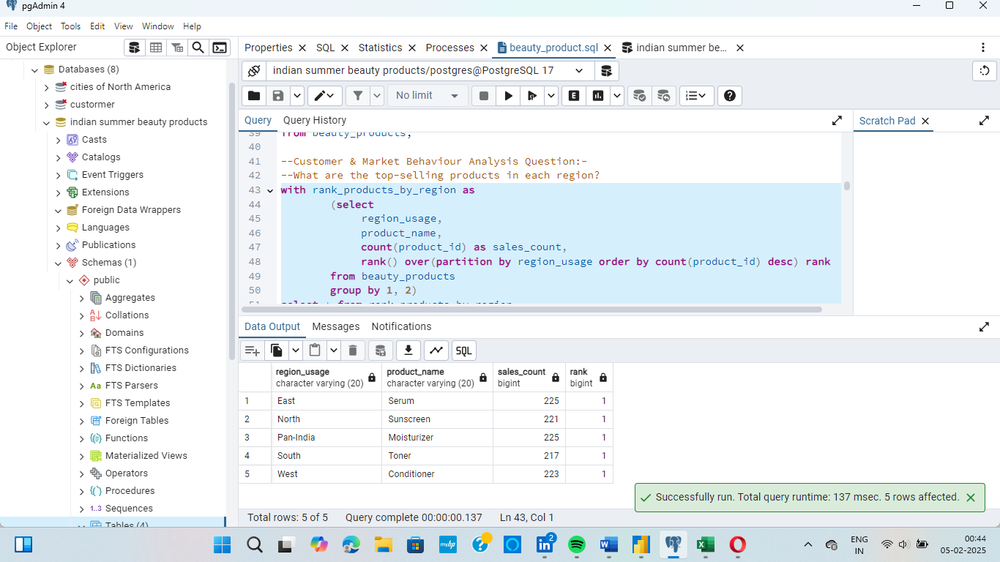 pgAdmin 4
File Object Tools Edit View Window Help
Object Explorer
Properties SQL Statistics Processes beauty_product.sql indian summer be...
Databases (8)
cities of North America
custormer
indian summer beauty products
Casts
Catalogs
Event Triggers
Extensions
Foreign Data Wrappers
Languages
Publications
Schemas (1)
public
Aggregates
Collations
Domains
FTS Configurations
FTS Dictionaries
Aa FTS Parsers
FTS Templates
Foreign Tables
Functions
Materialized Views
Operators
Procedures
1..3 Sequences
Tables (4)
indian summer beauty products/postgres@PostgreSQL 17
No limit E
Query Query History
Scratch Pad
39 from beauty_products;
40
41 --Customer & Market Behaviour Analysis Question:-
42 --What are the top-selling products in each region?
43 with rank_products_by_region as
44 (select
45 region_usage,
46 product_name,
47 count(product_id) as sales_count,
48 rank() over(partition by region_usage order by count(product_id) desc) rank
49 from beauty_products
50 group by 1, 2)
51 select * from rank_products_by_region
Data Output Messages Notifications
SQL
region_usage product_name sales_count rank
character varying (20) character varying (20) bigint bigint
1 East Serum 225 1
2 North Sunscreen 221 1
3 Pan-India Moisturizer 225 1
4 South Toner 217 1
5 West Conditioner 223 1
Successfully run. Total query runtime: 137 msec. 5 rows affected.
Total rows: 5 of 5 Query complete 00:00:00.137 Ln 43, Col 1
myhp
2
ENG
IN
00:44
05-02-2025